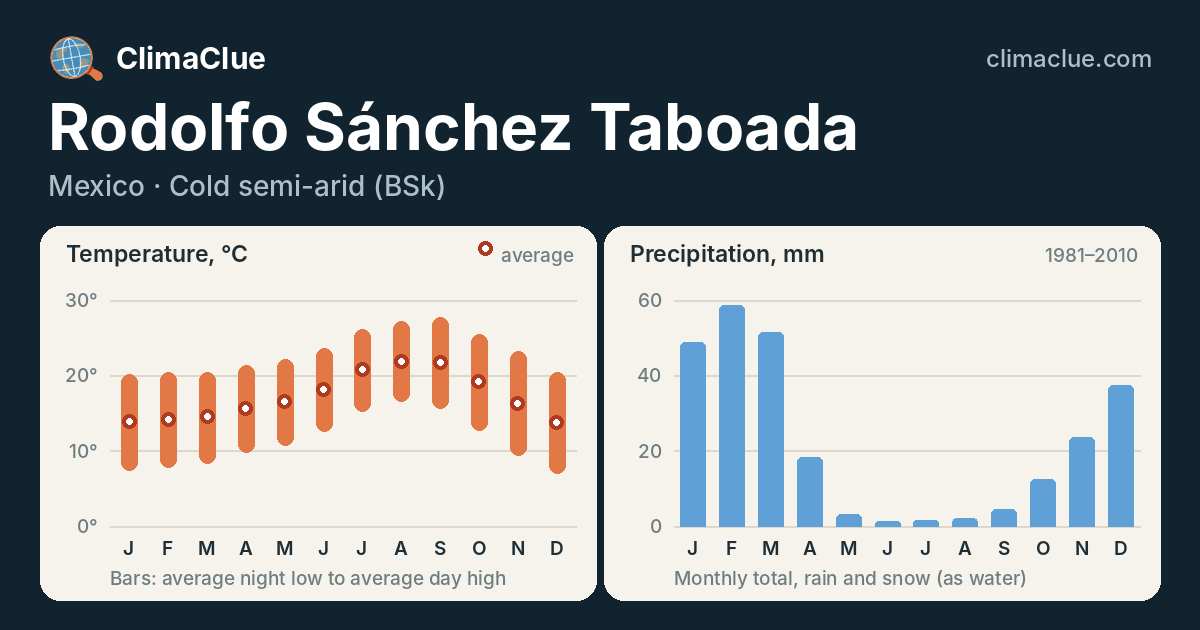 ClimaClue
climaclue.com
Rodolfo Sánchez Taboada
Mexico · Cold semi-arid (BSk)
Temperature, °C
average
30°
20°
10°
0°
J F M A M J J A S O N D
Bars: average night low to average day high
Precipitation, mm
1981–2010
60
40
20
0
J F M A M J J A S O N D
Monthly total, rain and snow (as water)